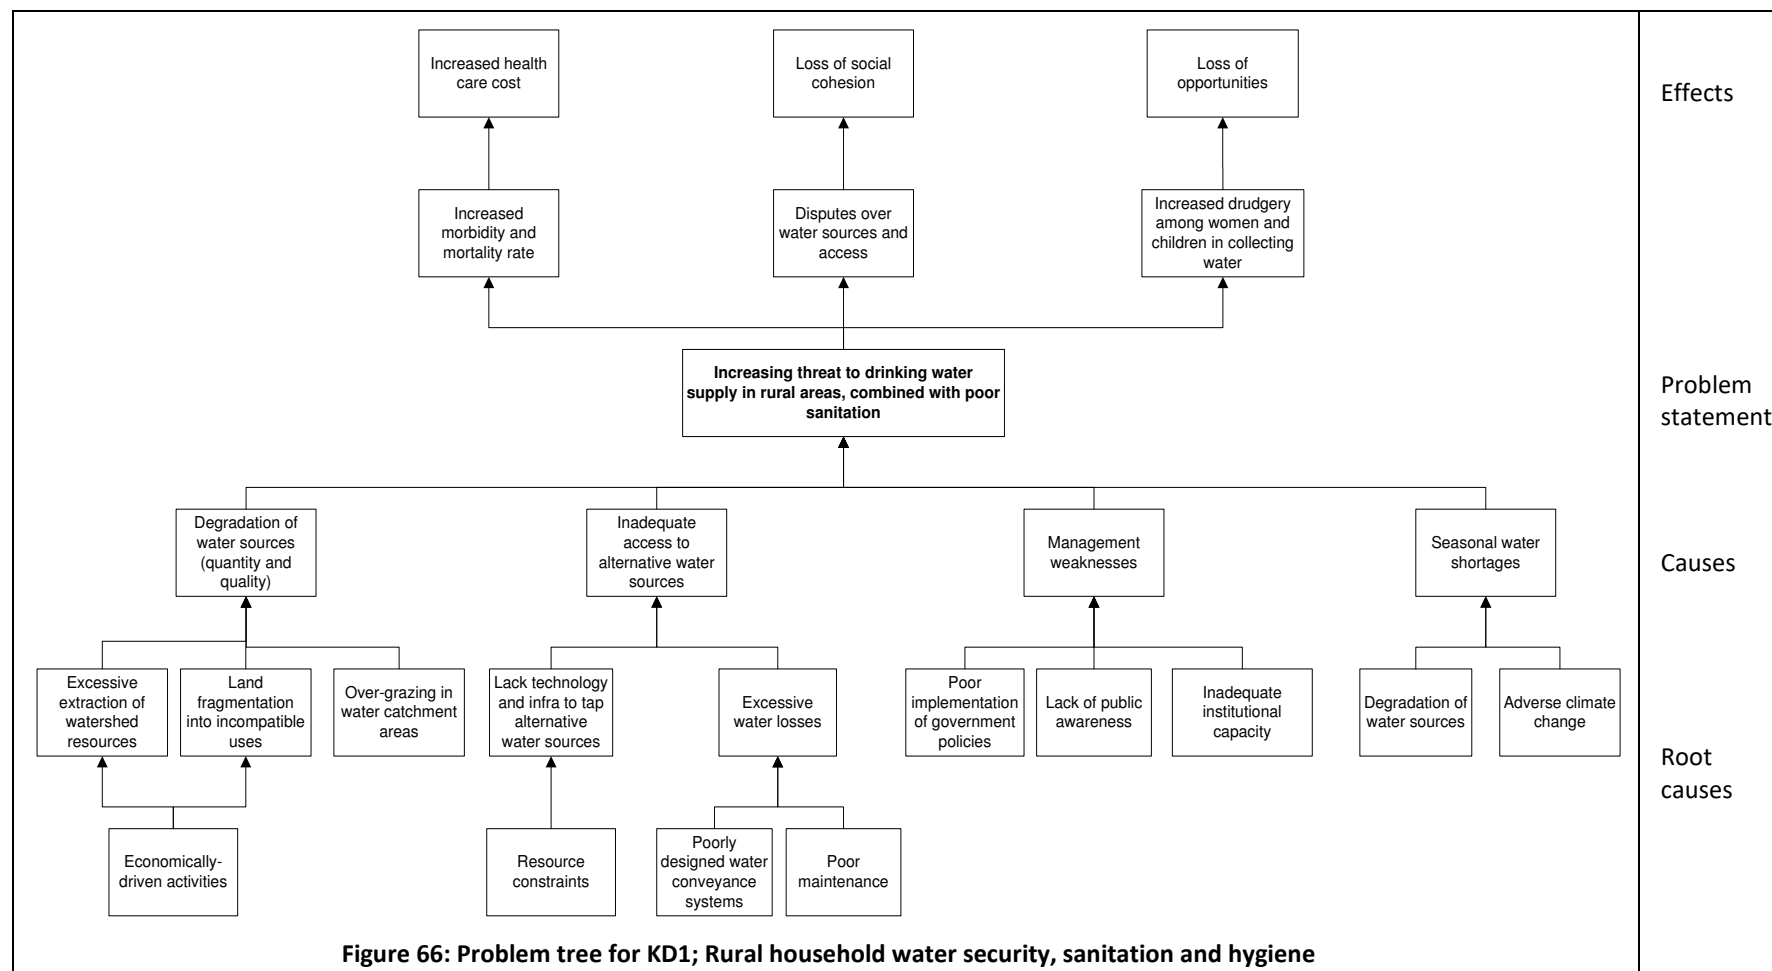 Increased health
care cost
Loss of social
cohesion
Loss of
opportunities
Effects
Increased
morbidity and
mortality rate
Disputes over
water sources and
access
Increased drudgery
among women and
children in collecting
water
Increasing threat to drinking water
supply in rural areas, combined with poor
sanitation
Problem
statement
Degradation of
water sources
(quantity and
quality)
Inadequate
access to
alternative water
sources
Management
weaknesses
Seasonal water
shortages
Causes
Excessive
extraction of
watershed
resources
Land
fragmentation
into incompatible
uses
Over-grazing in
water catchment
areas
Lack technology
and infra to tap
alternative
water sources
Excessive
water losses
Poor
implementation
of government
policies
Lack of public
awareness
Inadequate
institutional
capacity
Degradation of
water sources
Adverse climate
change
Root
causes
Economically-
driven activities
Resource
constraints
Poorly
designed water
conveyance
systems
Poor
maintenance
Figure 66: Problem tree for KD1; Rural household water security, sanitation and hygiene